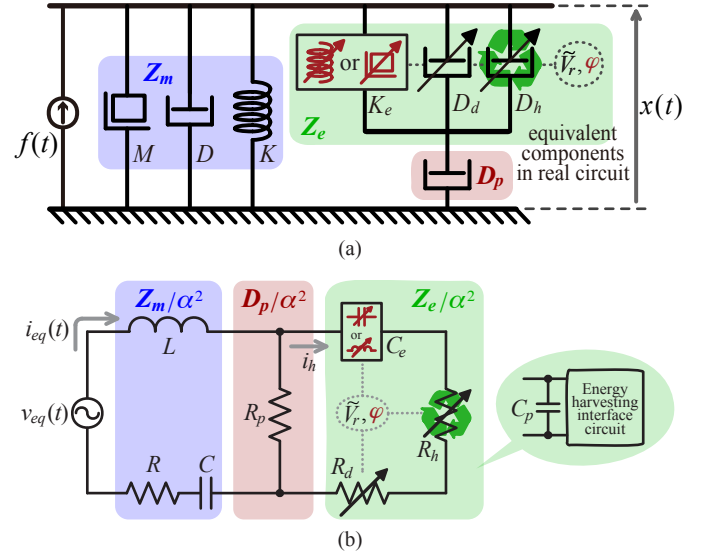 Z_m
Z_e
f(t)
M
D
K
or
K_e
D_d
D_h
Ṽ_r, φ
x(t)
equivalent
components
in real circuit
D_p
(a)
Z_m/α²
D_p/α²
Z_e/α²
i_eq(t)
L
i_h
or
C_e
v_eq(t)
R_p
Ṽ_r, φ
R_h
R
C
R_d
C_p
Energy
harvesting
interface
circuit
(b)